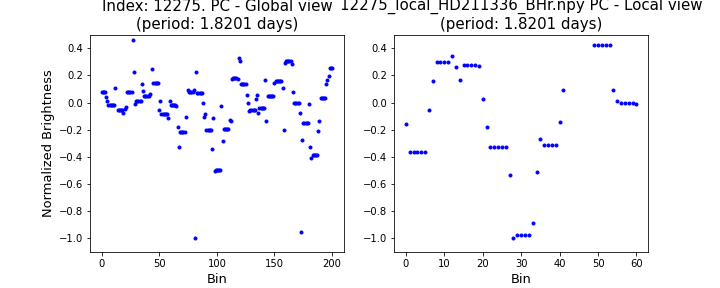 Index: 12275. PC - Global view
(period: 1.8201 days)
12275_local_HD211336_BHr.npy PC - Local view
(period: 1.8201 days)
Normalized Brightness
0.4
0.2
0.0
−0.2
−0.4
−0.6
−0.8
−1.0
0 50 100 150 200
Bin
0.4
0.2
0.0
−0.2
−0.4
−0.6
−0.8
−1.0
0 10 20 30 40 50 60
Bin